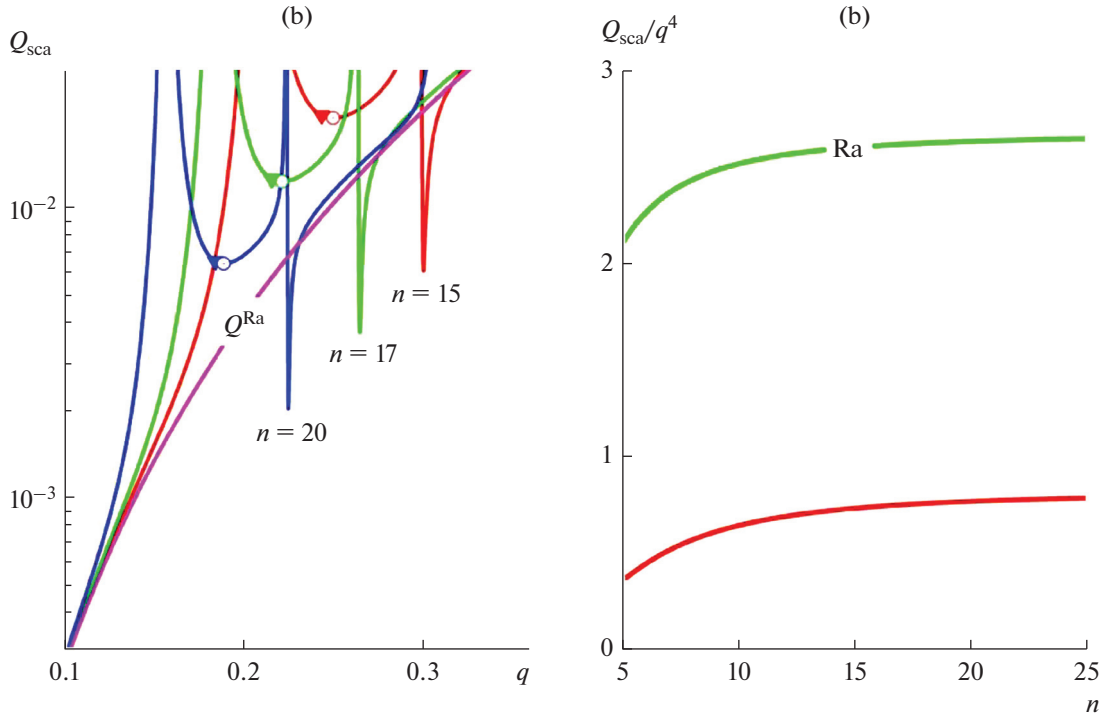 (b)
Q_sca
10^-2
10^-3
Q^Ra
n = 15
n = 17
n = 20
0.1
0.2
0.3
q
(b)
Q_sca/q^4
3
2
1
0
Ra
5
10
15
20
25
n